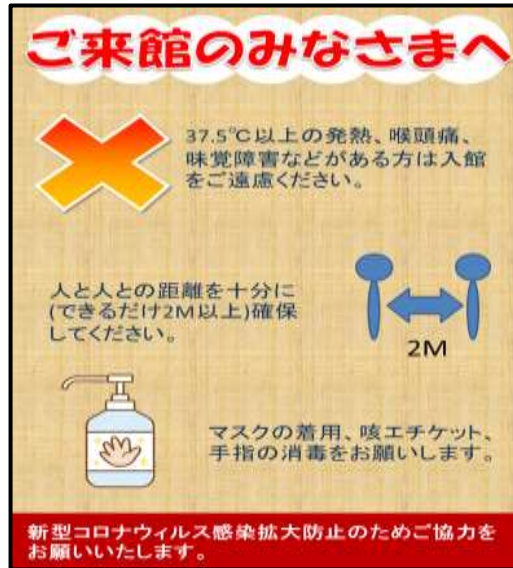 ご来館のみなさまへ
37.5℃以上の発熱、喉頭痛、
味覚障害などがある方は入館
をご遠慮ください。
人と人との距離を十分に
(できるだけ2M以上)確保
してください。
2M
マスクの着用、咳エチケット、
手指の消毒をお願いします。
新型コロナウィルス感染拡大防止のためご協力を
お願いいたします。